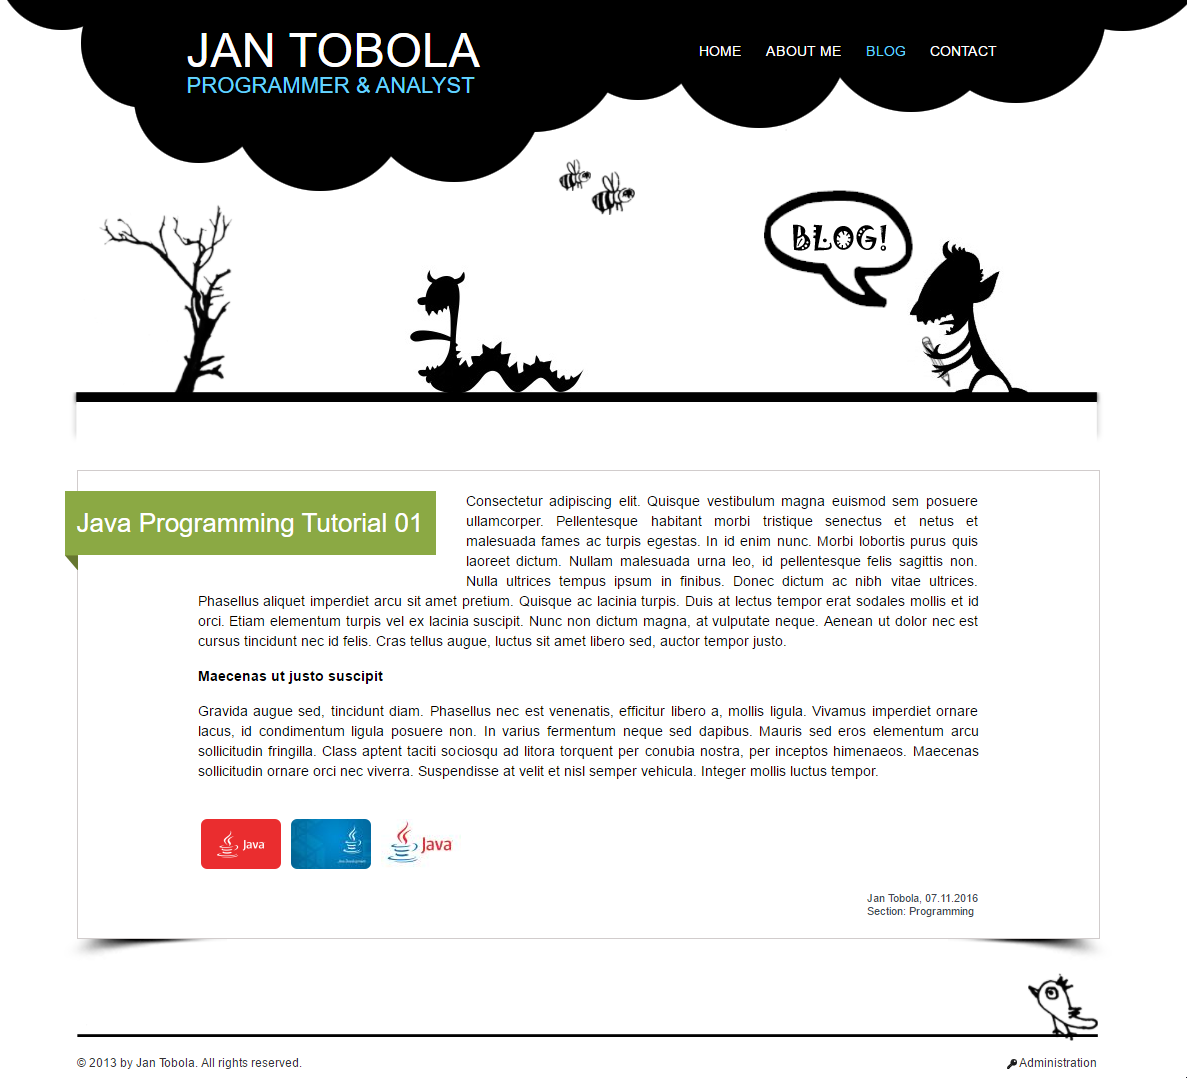 JAN TOBOLA
PROGRAMMER & ANALYST
HOME ABOUT ME BLOG CONTACT
BLOG!
Java Programming Tutorial 01
Consectetur adipiscing elit. Quisque vestibulum magna euismod sem posuere
ullamcorper. Pellentesque habitant morbi tristique senectus et netus et
malesuada fames ac turpis egestas. In id enim nunc. Morbi lobortis purus quis
laoreet dictum. Nullam malesuada urna leo, id pellentesque felis sagittis non.
Nulla ultrices tempus ipsum in finibus. Donec dictum ac nibh vitae ultrices.
Phasellus aliquet imperdiet arcu sit amet pretium. Quisque ac lacinia turpis. Duis at lectus tempor erat sodales mollis et id
orci. Etiam elementum turpis vel ex lacinia suscipit. Nunc non dictum magna, at vulputate neque. Aenean ut dolor nec est
cursus tincidunt nec id felis. Cras tellus augue, luctus sit amet libero sed, auctor tempor justo.
Maecenas ut justo suscipit
Gravida augue sed, tincidunt diam. Phasellus nec est venenatis, efficitur libero a, mollis ligula. Vivamus imperdiet ornare
lacus, id condimentum ligula posuere non. In varius fermentum neque sed dapibus. Mauris sed eros elementum arcu
sollicitudin fringilla. Class aptent taciti sociosqu ad litora torquent per conubia nostra, per inceptos himenaeos. Maecenas
sollicitudin ornare orci nec viverra. Suspendisse at velit et nisl semper vehicula. Integer mollis luctus tempor.
Java
Java Development
Java
Jan Tobola, 07.11.2016
Section: Programming
© 2013 by Jan Tobola. All rights reserved.
Administration